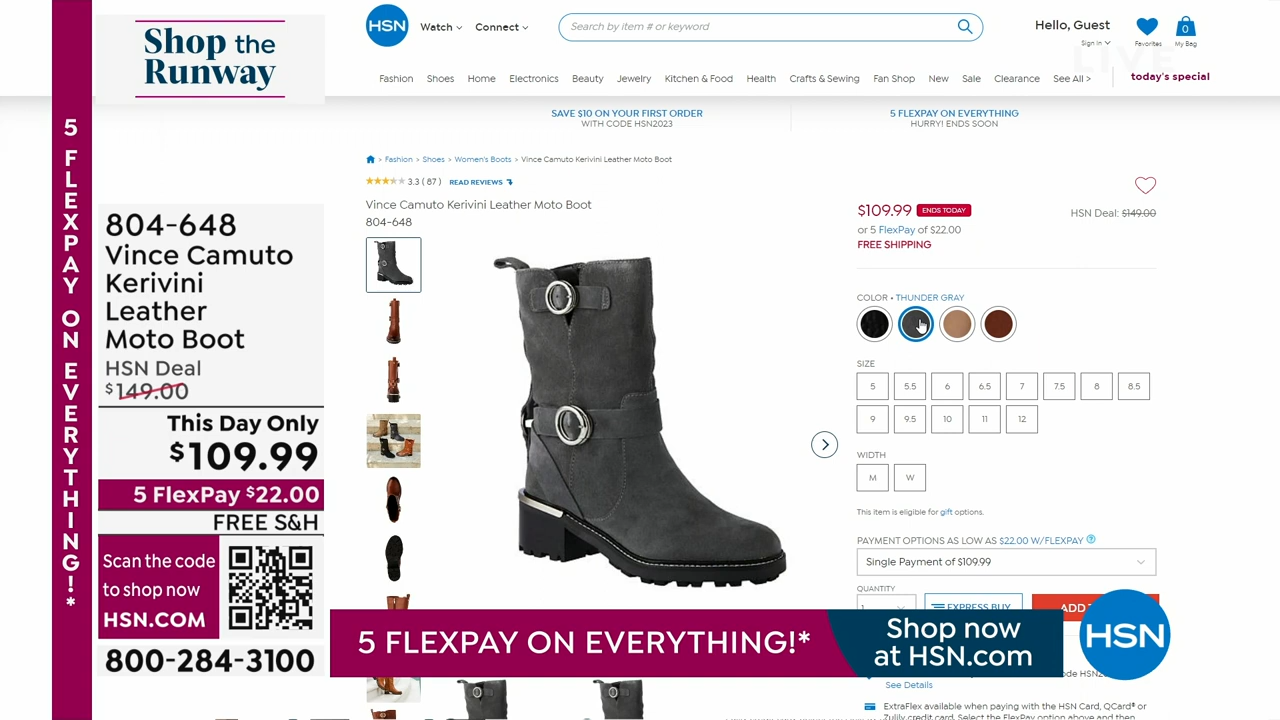 5 FLEXPAY ON EVERYTHING!*
Shop the
Runway
804-648
Vince Camuto
Kerivini
Leather
Moto Boot
HSN Deal
$149.00
This Day Only
$109.99
5 FlexPay $22.00
FREE S&H
Scan the code
to shop now
HSN.COM
800-284-3100
HSN
Watch
Connect
Search by item # or keyword
Hello, Guest
Sign In
Favorites
0
My Bag
LIVE
Fashion Shoes Home Electronics Beauty Jewelry Kitchen & Food Health Crafts & Sewing Fan Shop New Sale Clearance See All > today's special
SAVE $10 ON YOUR FIRST ORDER
WITH CODE HSN2023
5 FLEXPAY ON EVERYTHING
HURRY! ENDS SOON
> Fashion > Shoes > Women's Boots > Vince Camuto Kerivini Leather Moto Boot
3.3 ( 87 ) READ REVIEWS
Vince Camuto Kerivini Leather Moto Boot
804-648
$109.99 ENDS TODAY
HSN Deal: $149.00
or 5 FlexPay of $22.00
FREE SHIPPING
COLOR • THUNDER GRAY
SIZE
5 5.5 6 6.5 7 7.5 8 8.5
9 9.5 10 11 12
WIDTH
M W
This item is eligible for gift options.
PAYMENT OPTIONS AS LOW AS $22.00 W/FLEXPAY
Single Payment of $109.99
QUANTITY
1
EXPRESS BUY
ADD
5 FLEXPAY ON EVERYTHING!*
Shop now
at HSN.com
HSN
See Details
ExtraFlex available when paying with the HSN Card, QCard® or
Zulily credit card. Select the FlexPay option above and then